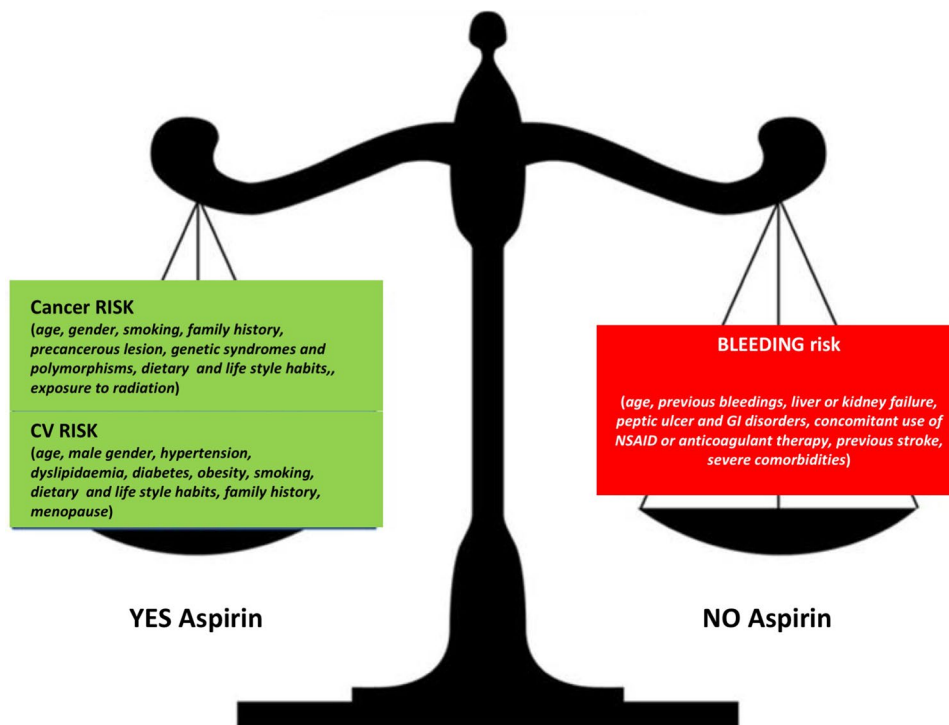 Cancer RISK
(age, gender, smoking, family history,
precancerous lesion, genetic syndromes and
polymorphisms, dietary and life style habits,,
exposure to radiation)
CV RISK
(age, male gender, hypertension,
dyslipidaemia, diabetes, obesity, smoking,
dietary and life style habits, family history,
menopause)
BLEEDING risk
(age, previous bleedings, liver or kidney failure,
peptic ulcer and GI disorders, concomitant use of
NSAID or anticoagulant therapy, previous stroke,
severe comorbidities)
YES Aspirin
NO Aspirin